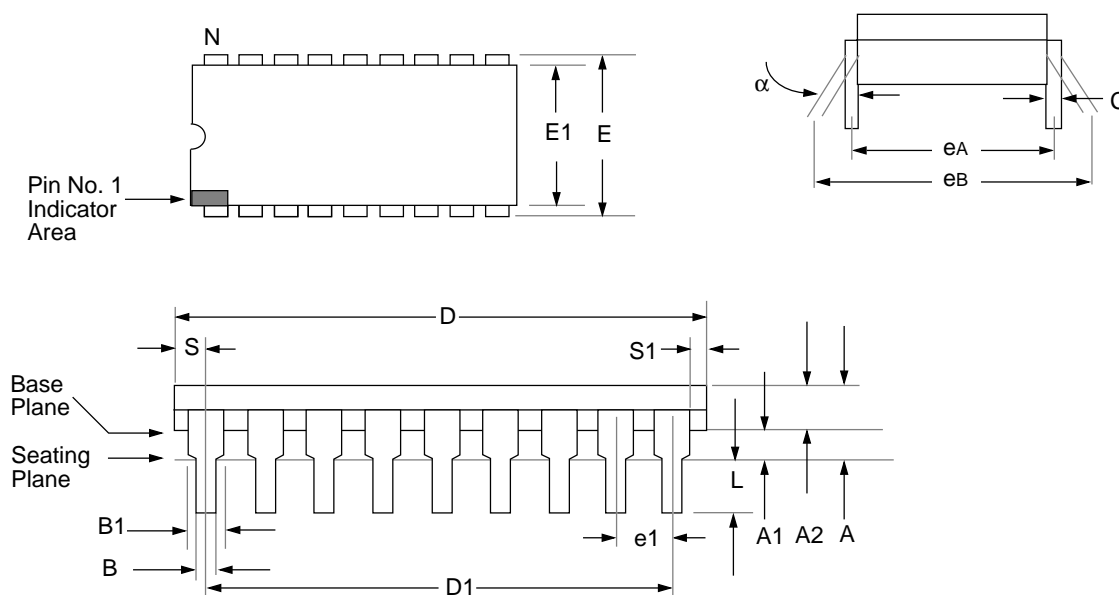 N
E1
E
Pin No. 1
Indicator
Area
α
C
eA
eB
D
S
S1
Base
Plane
Seating
Plane
L
B1
B
e1
A1
A2
A
D1